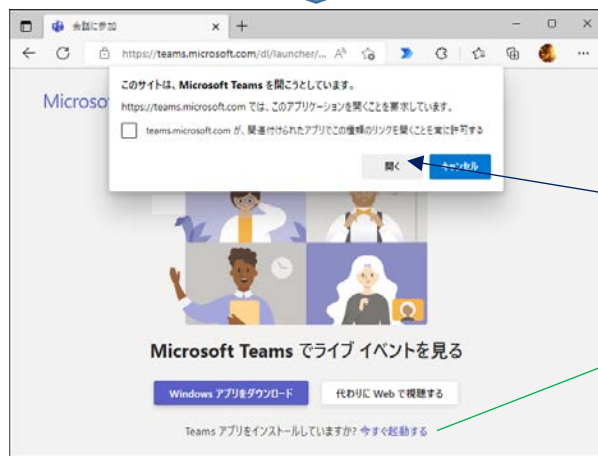 会話に参加
https://teams.microsoft.com/dl/launcher/...
このサイトは、Microsoft Teams を開こうとしています。
Microso
https://teams.microsoft.com では、このアプリケーションを開くことを要求しています。
teams.microsoft.com が、関連付けられたアプリでこの種類のリンクを開くことを常に許可する
開く
キャンセル
Microsoft Teams でライブ イベントを見る
Windows アプリをダウンロード
代わりに Web で視聴する
Teams アプリをインストールしていますか? 今すぐ起動する